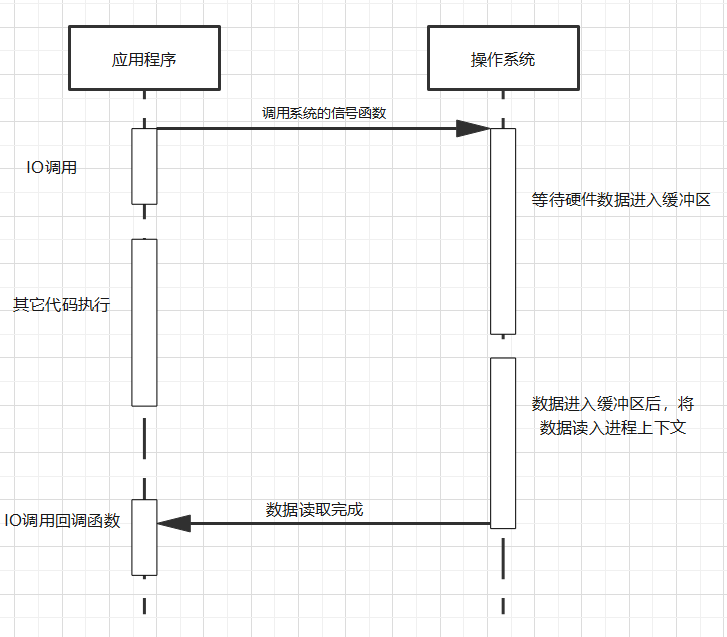 应用程序
操作系统
调用系统的信号函数
IO调用
等待硬件数据进入缓冲区
其它代码执行
数据进入缓冲区后，将
数据读入进程上下文
数据读取完成
IO调用回调函数